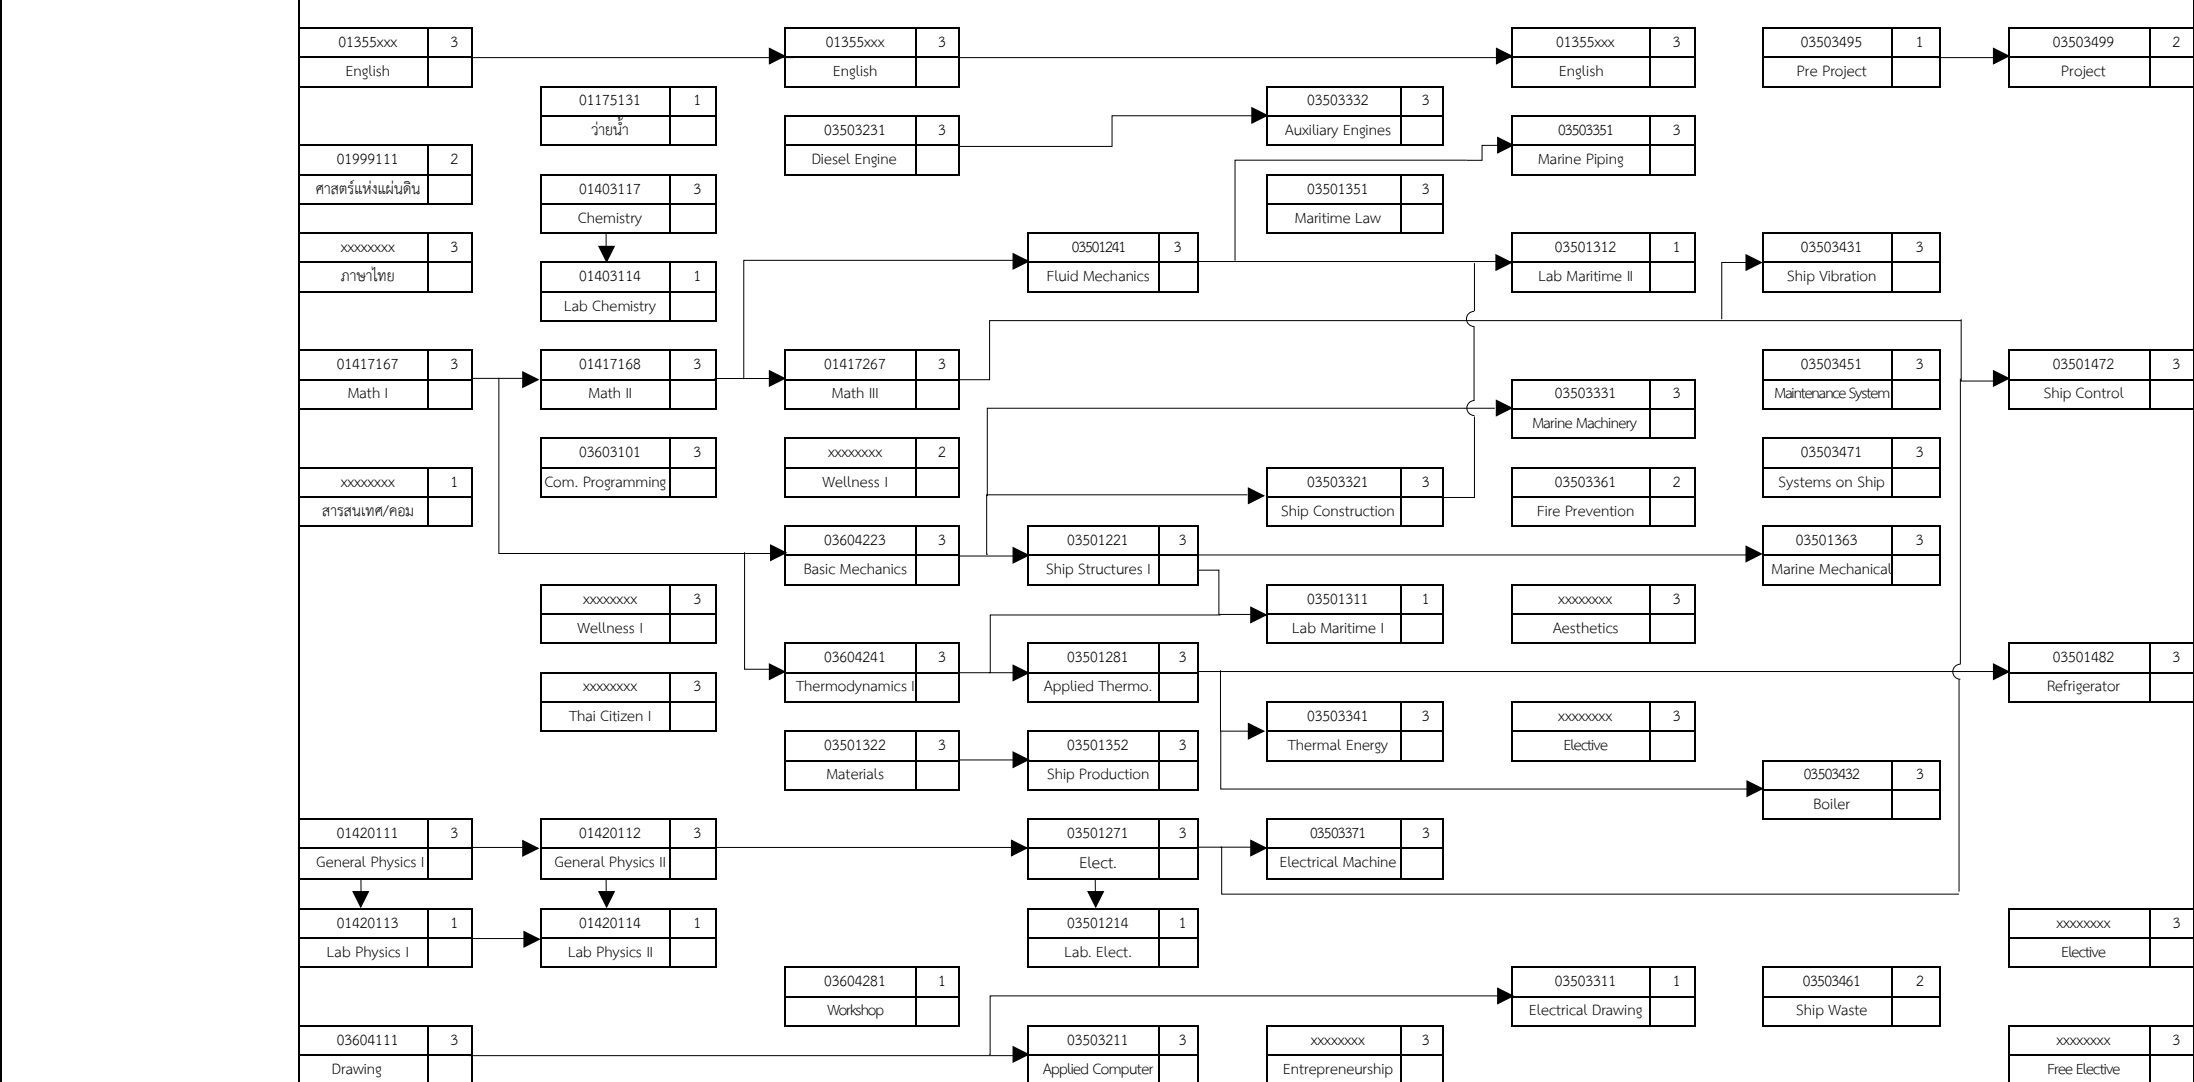 01355xxx 3
English
01999111 2
ศาสตร์แห่งแผ่นดิน
xxxxxxxx 3
ภาษาไทย
01417167 3
Math I
xxxxxxxx 1
สารสนเทศ/คอม
01420111 3
General Physics I
01420113 1
Lab Physics I
03604111 3
Drawing
01175131 1
ว่ายน้ำ
01403117 3
Chemistry
01403114 1
Lab Chemistry
01417168 3
Math II
03603101 3
Com. Programming
xxxxxxxx 3
Wellness I
xxxxxxxx 3
Thai Citizen I
01420112 3
General Physics II
01420114 1
Lab Physics II
01355xxx 3
English
03503231 3
Diesel Engine
01417267 3
Math III
xxxxxxxx 2
Wellness I
03604223 3
Basic Mechanics
03604241 3
Thermodynamics I
03501322 3
Materials
03604281 1
Workshop
03501241 3
Fluid Mechanics
03501221 3
Ship Structures I
03501281 3
Applied Thermo.
03501352 3
Ship Production
03501271 3
Elect.
03501214 1
Lab. Elect.
03503211 3
Applied Computer
03503332 3
Auxiliary Engines
03501351 3
Maritime Law
03503321 3
Ship Construction
03501311 1
Lab Maritime I
03503341 3
Thermal Energy
03503371 3
Electrical Machine
xxxxxxxx 3
Entrepreneurship
01355xxx 3
English
03503351 3
Marine Piping
03501312 1
Lab Maritime II
03503331 3
Marine Machinery
03503361 2
Fire Prevention
xxxxxxxx 3
Aesthetics
xxxxxxxx 3
Elective
03503311 1
Electrical Drawing
03503495 1
Pre Project
03503431 3
Ship Vibration
03503451 3
Maintenance System
03503471 3
Systems on Ship
03501363 3
Marine Mechanical
03503432 3
Boiler
03503461 2
Ship Waste
03503499 2
Project
03501472 3
Ship Control
03501482 3
Refrigerator
xxxxxxxx 3
Elective
xxxxxxxx 3
Free Elective